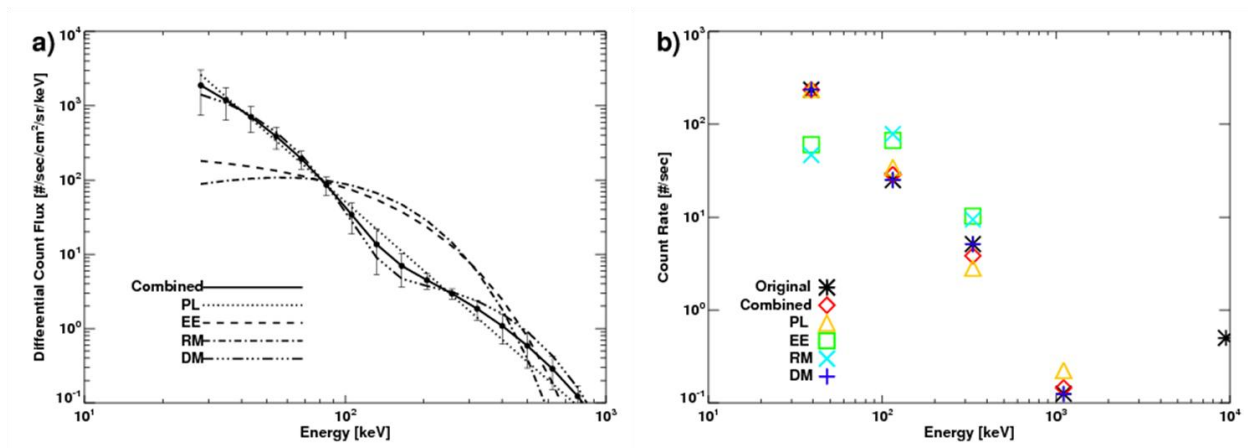 a)
Differential Count Flux [#/sec/cm²/sr/keV]
10⁴
10³
10²
10¹
10⁰
10⁻¹
Combined
PL
EE
RM
DM
10¹
10²
10³
Energy [keV]
b)
Count Rate [#/sec]
10³
10²
10¹
10⁰
10⁻¹
Original
Combined
PL
EE
RM
DM
10¹
10²
10³
10⁴
Energy [keV]